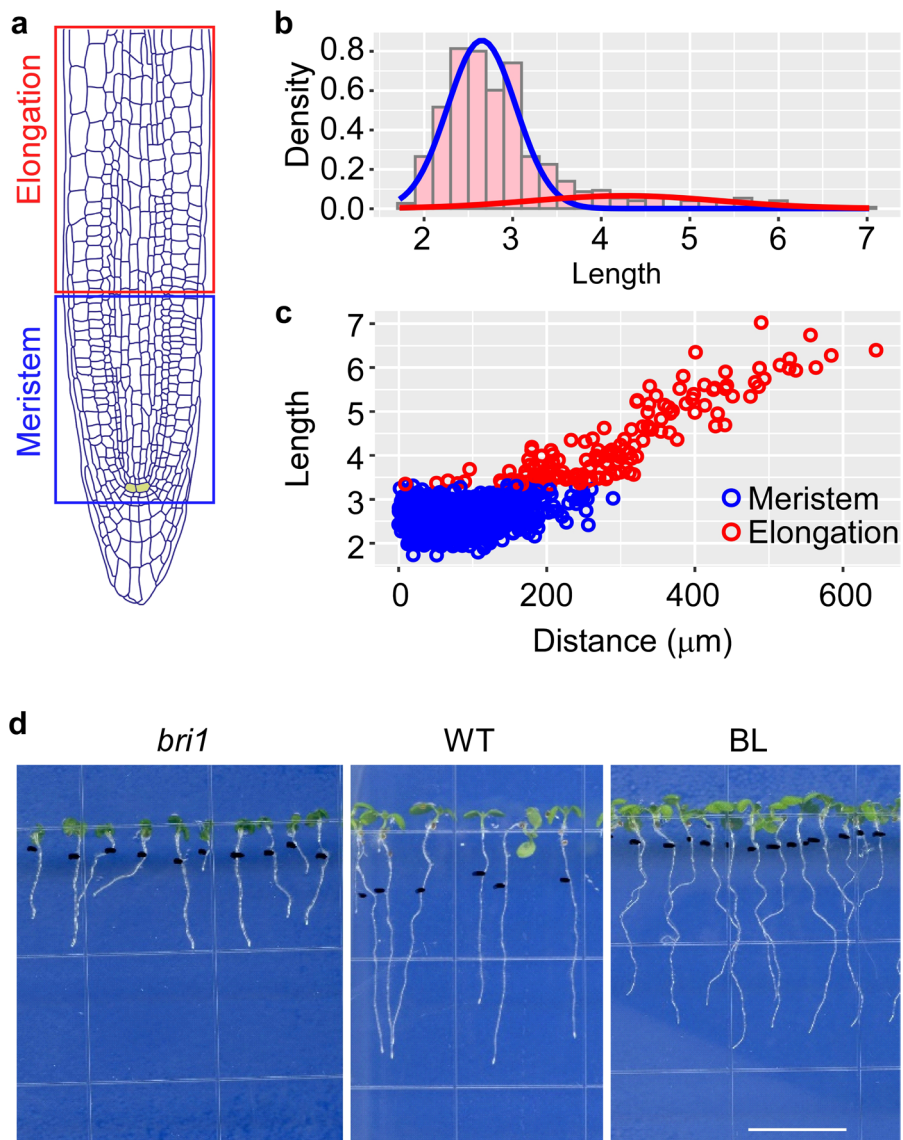 a
Elongation
Meristem
b
Density
0.8
0.6
0.4
0.2
0.0
2 3 4 5 6 7
Length
c
Length
7
6
5
4
3
2
Meristem
Elongation
0 200 400 600
Distance (μm)
d
bri1 WT BL